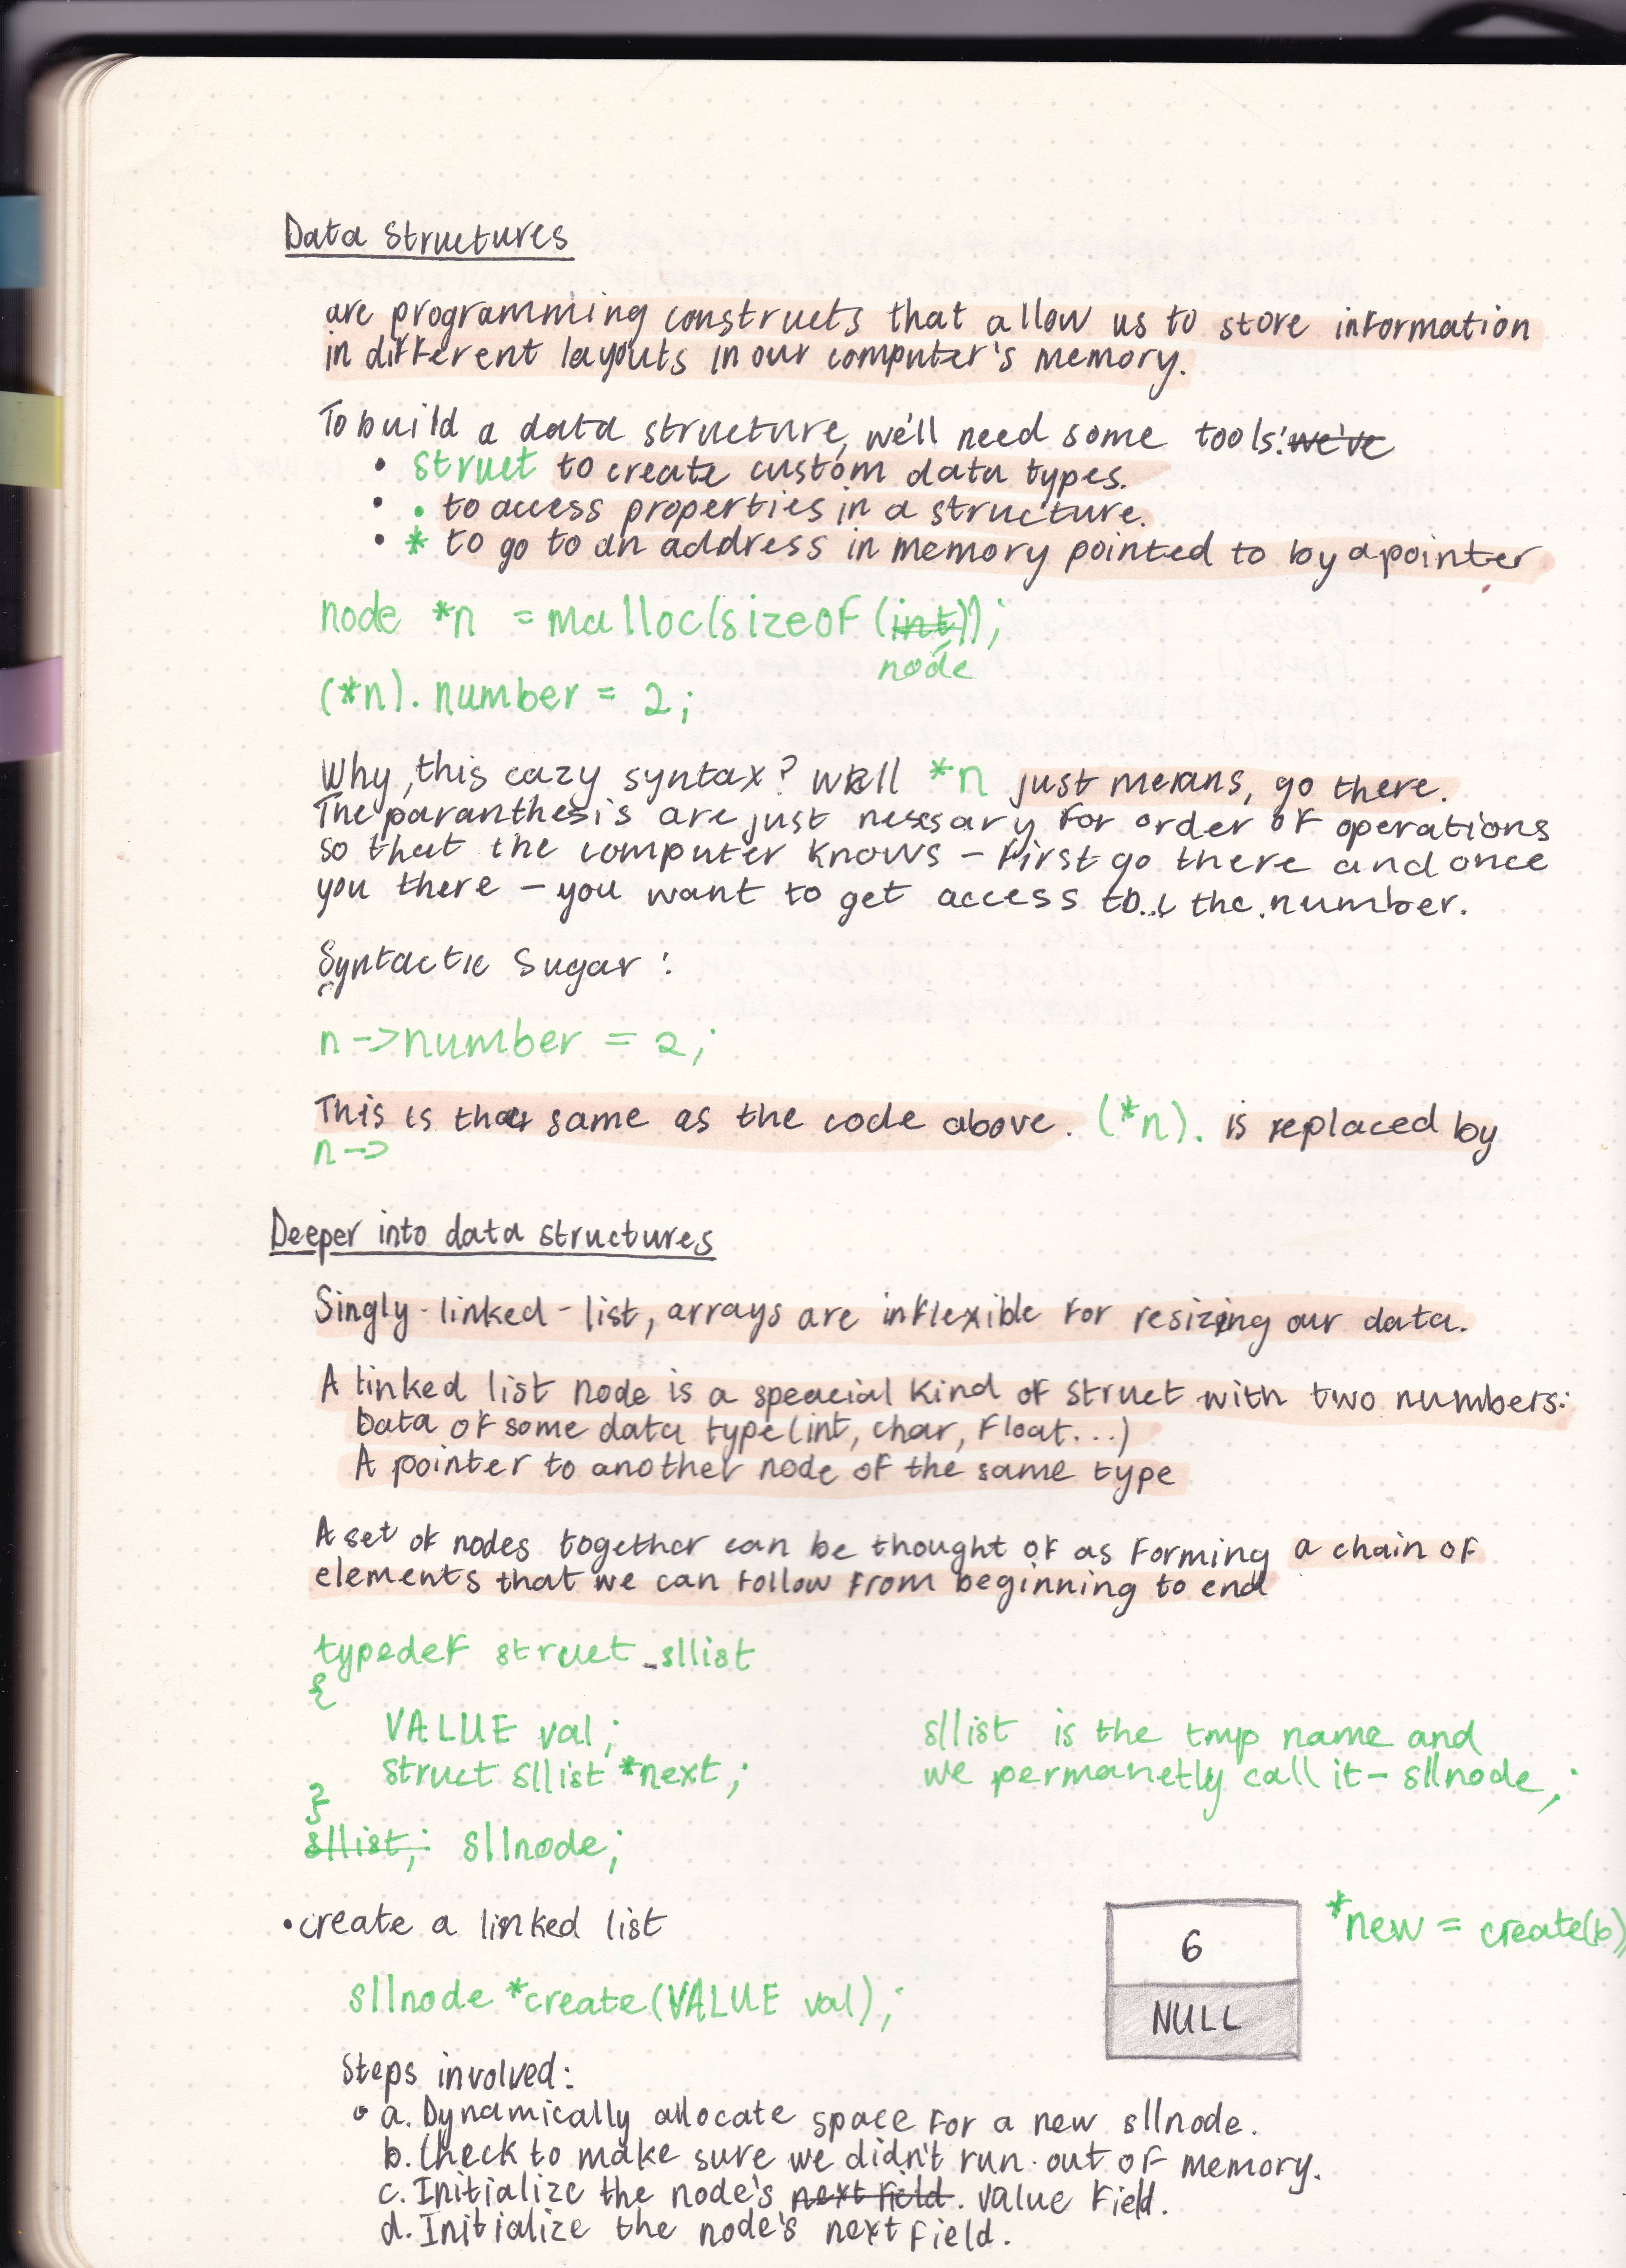 Data Structures
are programming constructs that allow us to store information
in different layouts in our computer's memory.
To build a data structure, we'll need some tools: we've
• struct to create custom data types.
• . to access properties in a structure.
• * to go to an address in memory pointed to by a pointer
node *n = malloc(sizeof(int));
node
(*n).number = 2;
Why, this cazy syntax? Well *n just means, go there.
The paranthesis are just nessary for order of operations
so that the computer knows – first go there and once
you there – you want to get access to the number.
Syntactic Sugar:
n->number = 2;
This is the same as the code above. (*n). is replaced by
n->
Deeper into data structures
Singly-linked-list, arrays are inflexible for resizing our data.
A linked list node is a speacial kind of struct with two numbers:
Data of some data type (int, char, float...)
A pointer to another node of the same type
A set of nodes together can be thought of as forming a chain of
elements that we can follow from beginning to end
typedef struct _sllist
{
VALUE val; sllist is the tmp name and
struct sllist *next; we permanetly call it - sllnode;
}
sllist; sllnode;
• create a linked list *new = create(6)
6
sllnode *create(VALUE val); NULL
Steps involved:
• a. Dynamically allocate space for a new sllnode.
b. Check to make sure we didn't run out of memory.
c. Initialize the node's next field. value field.
d. Initialize the node's next field.